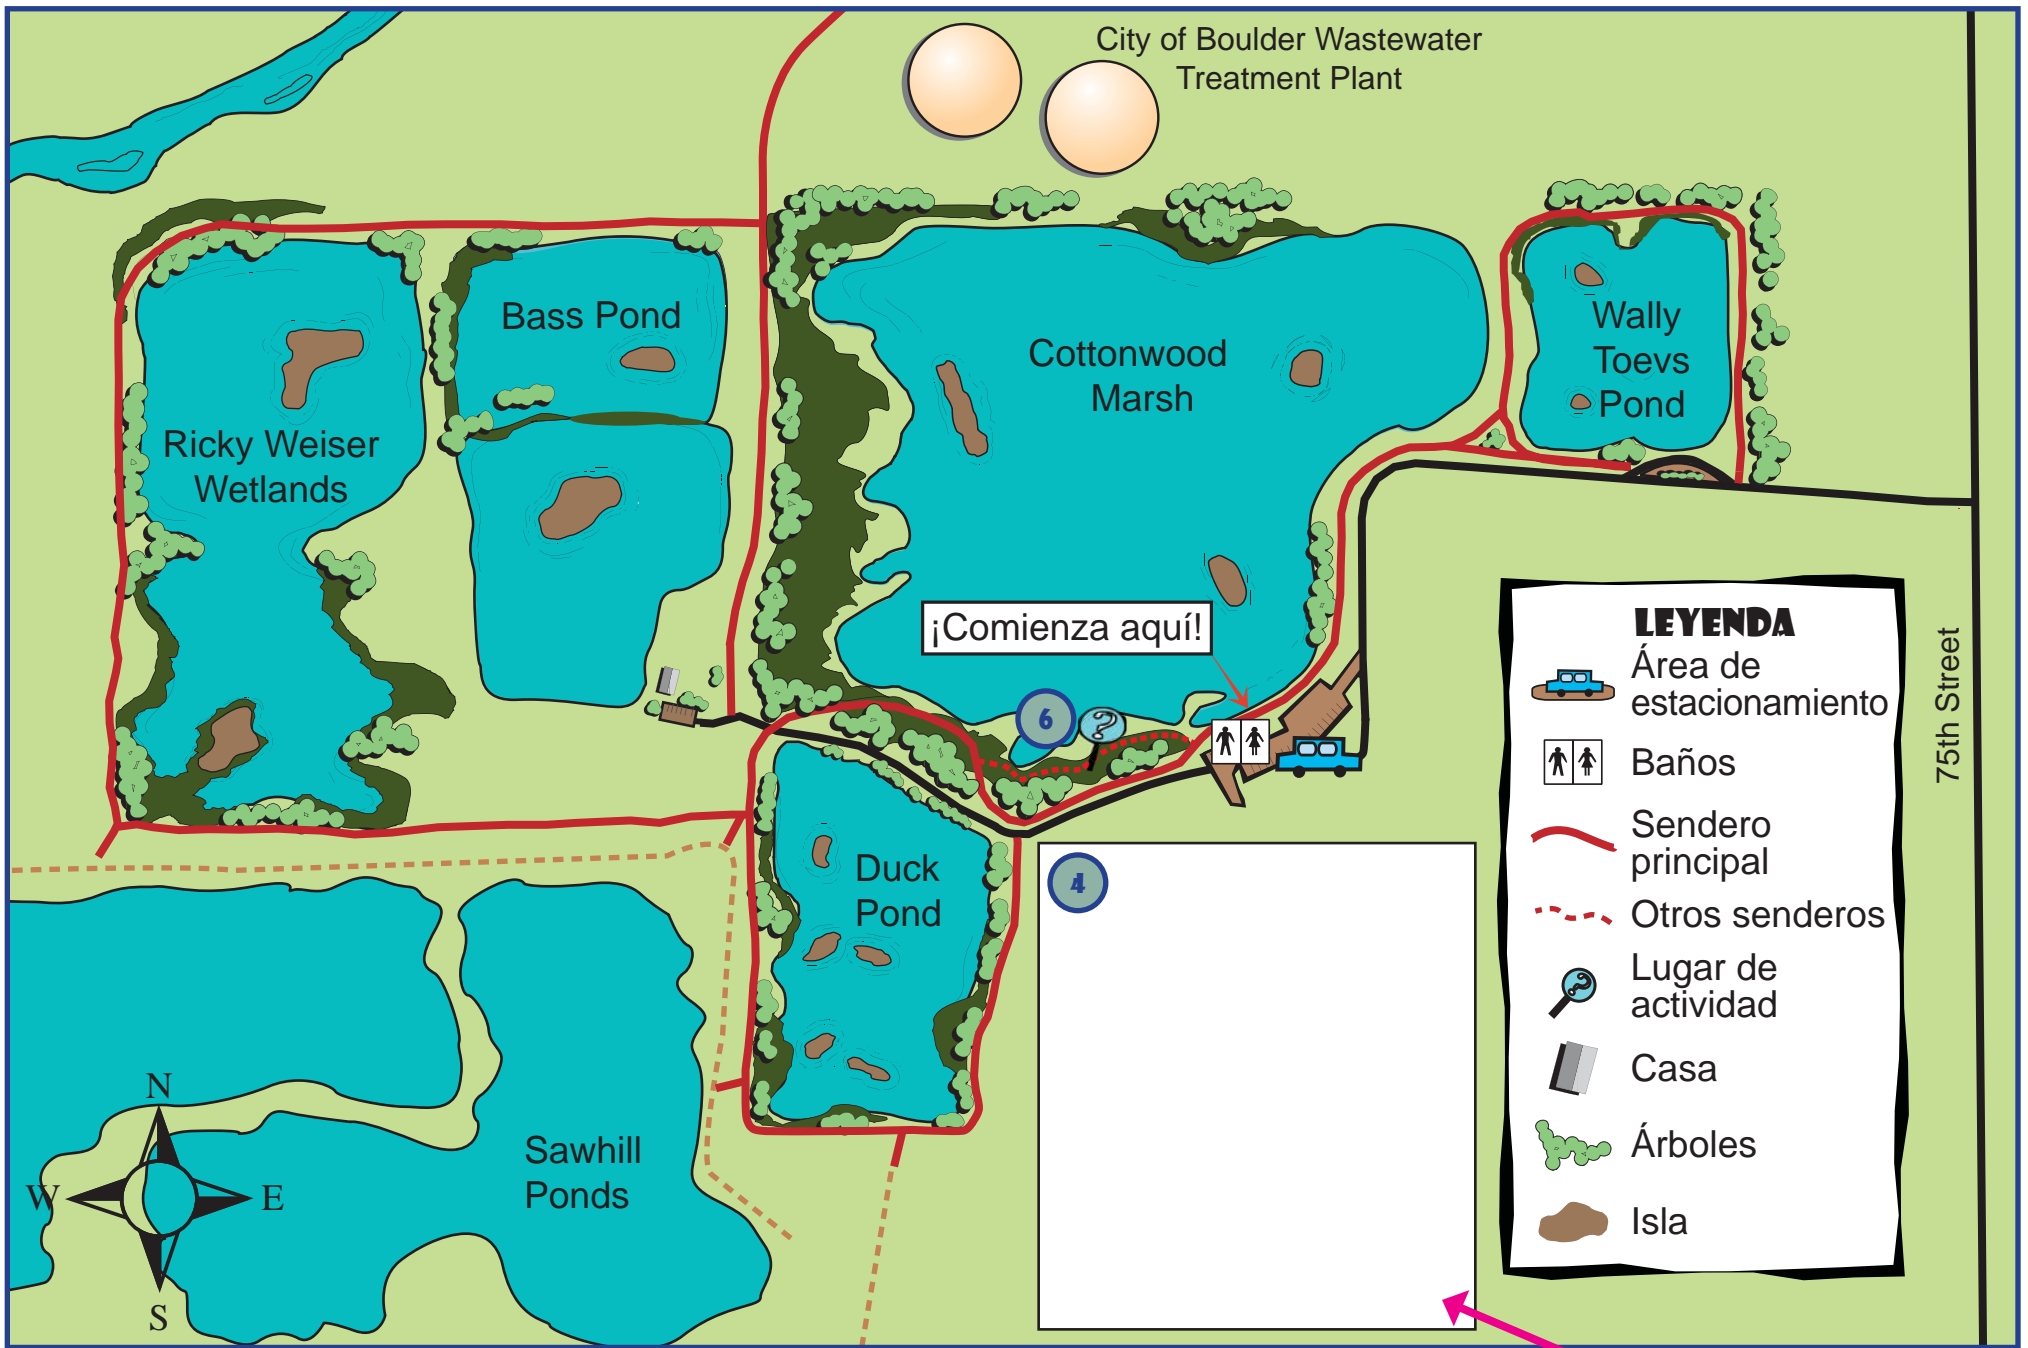 City of Boulder Wastewater
Treatment Plant
Bass Pond
Cottonwood
Marsh
Wally
Toevs
Pond
Ricky Weiser
Wetlands
¡Comienza aquí!
6
Duck
Pond
4
Sawhill
Ponds
N
W
E
S
75th Street
LEYENDA
Área de
estacionamiento
Baños
Sendero
principal
Otros senderos
Lugar de
actividad
Casa
Árboles
Isla